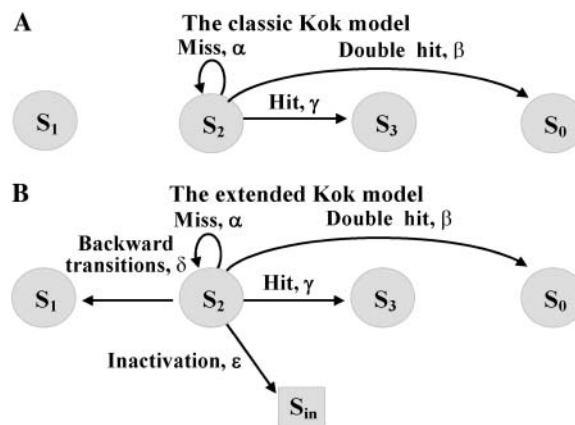 A
The classic Kok model
Miss, α
Double hit, β
Hit, γ
S1
S2
S3
S0
B
The extended Kok model
Miss, α
Double hit, β
Backward
transitions, δ
Hit, γ
S1
S2
S3
S0
Inactivation, ε
Sin